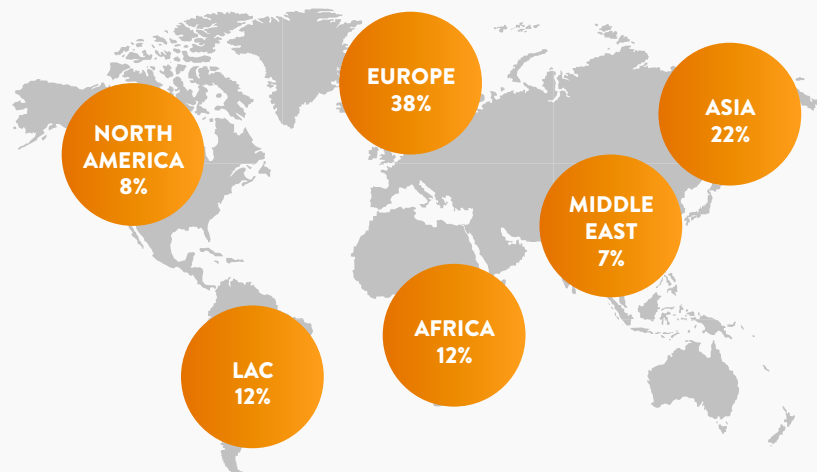 EUROPE
38%
ASIA
22%
NORTH
AMERICA
8%
MIDDLE
EAST
7%
AFRICA
12%
LAC
12%